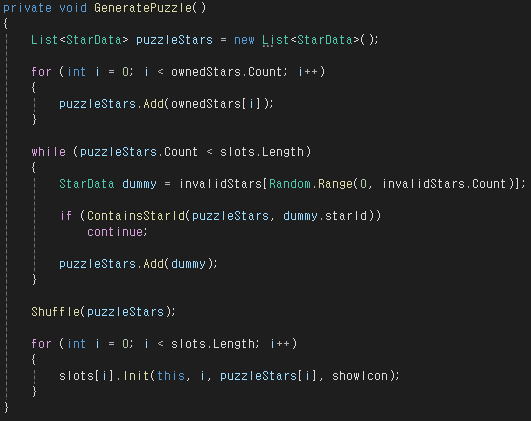 private void GeneratePuzzle()
{
List<StarData> puzzleStars = new List<StarData>();
for (int i = 0; i < ownedStars.Count; i++)
{
puzzleStars.Add(ownedStars[i]);
}
while (puzzleStars.Count < slots.Length)
{
StarData dummy = invalidStars[Random.Range(0, invalidStars.Count)];
if (ContainsStarId(puzzleStars, dummy.starId))
continue;
puzzleStars.Add(dummy);
}
Shuffle(puzzleStars);
for (int i = 0; i < slots.Length; i++)
{
slots[i].Init(this, i, puzzleStars[i], showIcon);
}
}